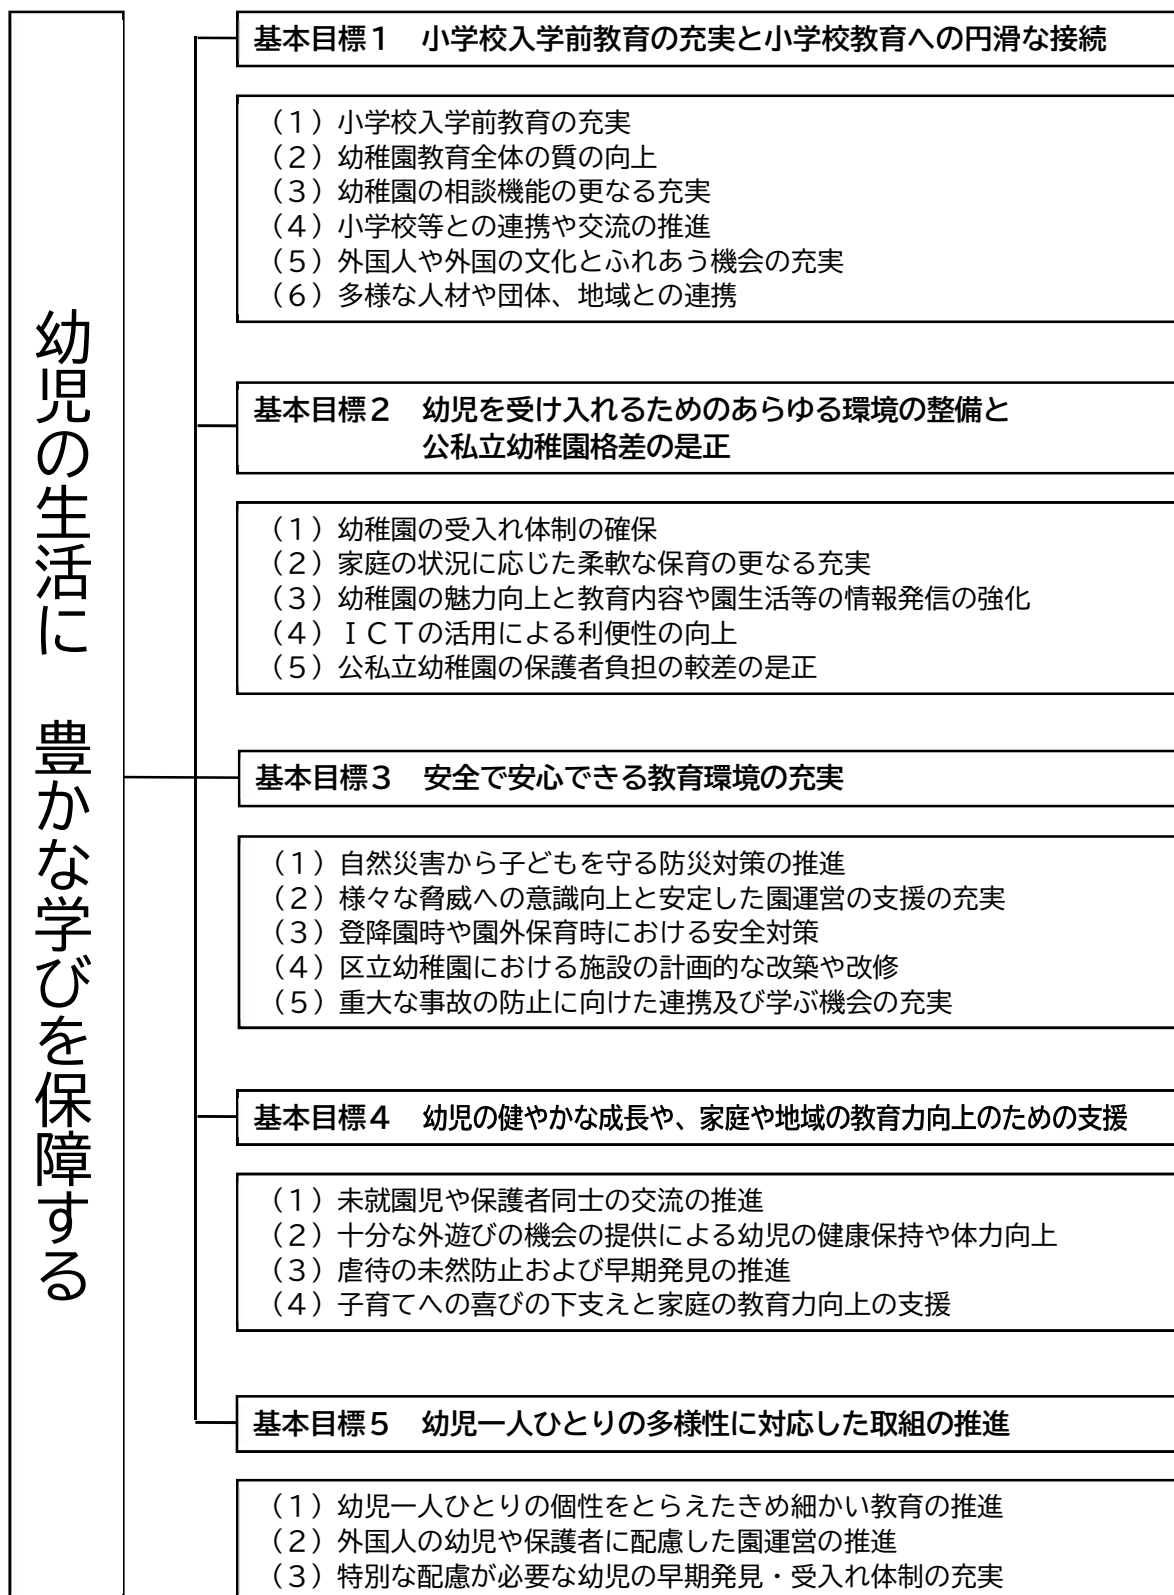 幼児の生活に　豊かな学びを保障する
基本目標１　小学校入学前教育の充実と小学校教育への円滑な接続
（１）小学校入学前教育の充実
（２）幼稚園教育全体の質の向上
（３）幼稚園の相談機能の更なる充実
（４）小学校等との連携や交流の推進
（５）外国人や外国の文化とふれあう機会の充実
（６）多様な人材や団体、地域との連携
基本目標２　幼児を受け入れるためのあらゆる環境の整備と
公私立幼稚園格差の是正
（１）幼稚園の受入れ体制の確保
（２）家庭の状況に応じた柔軟な保育の更なる充実
（３）幼稚園の魅力向上と教育内容や園生活等の情報発信の強化
（４）ＩＣＴの活用による利便性の向上
（５）公私立幼稚園の保護者負担の較差の是正
基本目標３　安全で安心できる教育環境の充実
（１）自然災害から子どもを守る防災対策の推進
（２）様々な脅威への意識向上と安定した園運営の支援の充実
（３）登降園時や園外保育時における安全対策
（４）区立幼稚園における施設の計画的な改築や改修
（５）重大な事故の防止に向けた連携及び学ぶ機会の充実
基本目標４　幼児の健やかな成長や、家庭や地域の教育力向上のための支援
（１）未就園児や保護者同士の交流の推進
（２）十分な外遊びの機会の提供による幼児の健康保持や体力向上
（３）虐待の未然防止および早期発見の推進
（４）子育てへの喜びの下支えと家庭の教育力向上の支援
基本目標５　幼児一人ひとりの多様性に対応した取組の推進
（１）幼児一人ひとりの個性をとらえたきめ細かい教育の推進
（２）外国人の幼児や保護者に配慮した園運営の推進
（３）特別な配慮が必要な幼児の早期発見・受入れ体制の充実